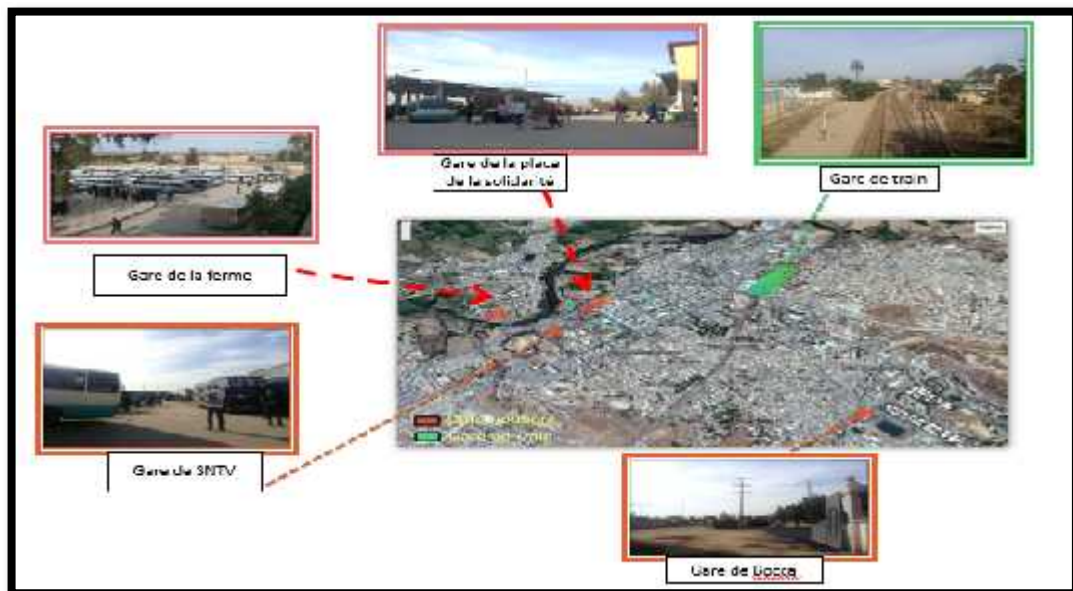 Gare de la place
de la solidarité
Gare de train
Gare de la ferme
Gare de SNTV
Gare de Bocca